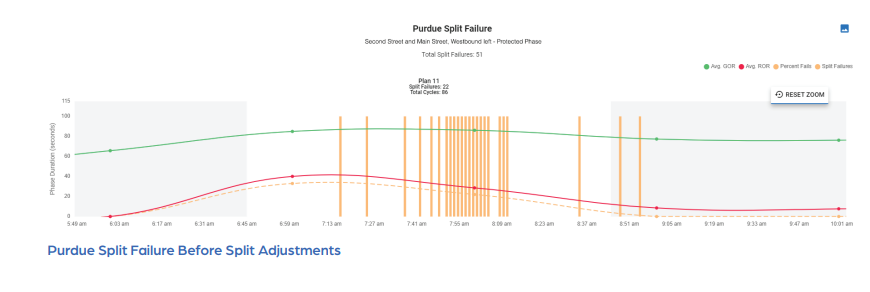 Purdue Split Failure
Second Street and Main Street, Westbound left - Protected Phase
Total Split Failures: 51
Avg. GOR Avg. ROR Percent Fails Split Failures
Plan 11
Split Failures: 22
Total Cycles: 86
RESET ZOOM
Phase Duration (seconds)
115
100
80
60
40
20
0
5:49 am 6:03 am 6:17 am 6:31 am 6:45 am 6:59 am 7:13 am 7:27 am 7:41 am 7:55 am 8:09 am 8:23 am 8:37 am 8:51 am 9:05 am 9:19 am 9:33 am 9:47 am 10:01 am
Purdue Split Failure Before Split Adjustments